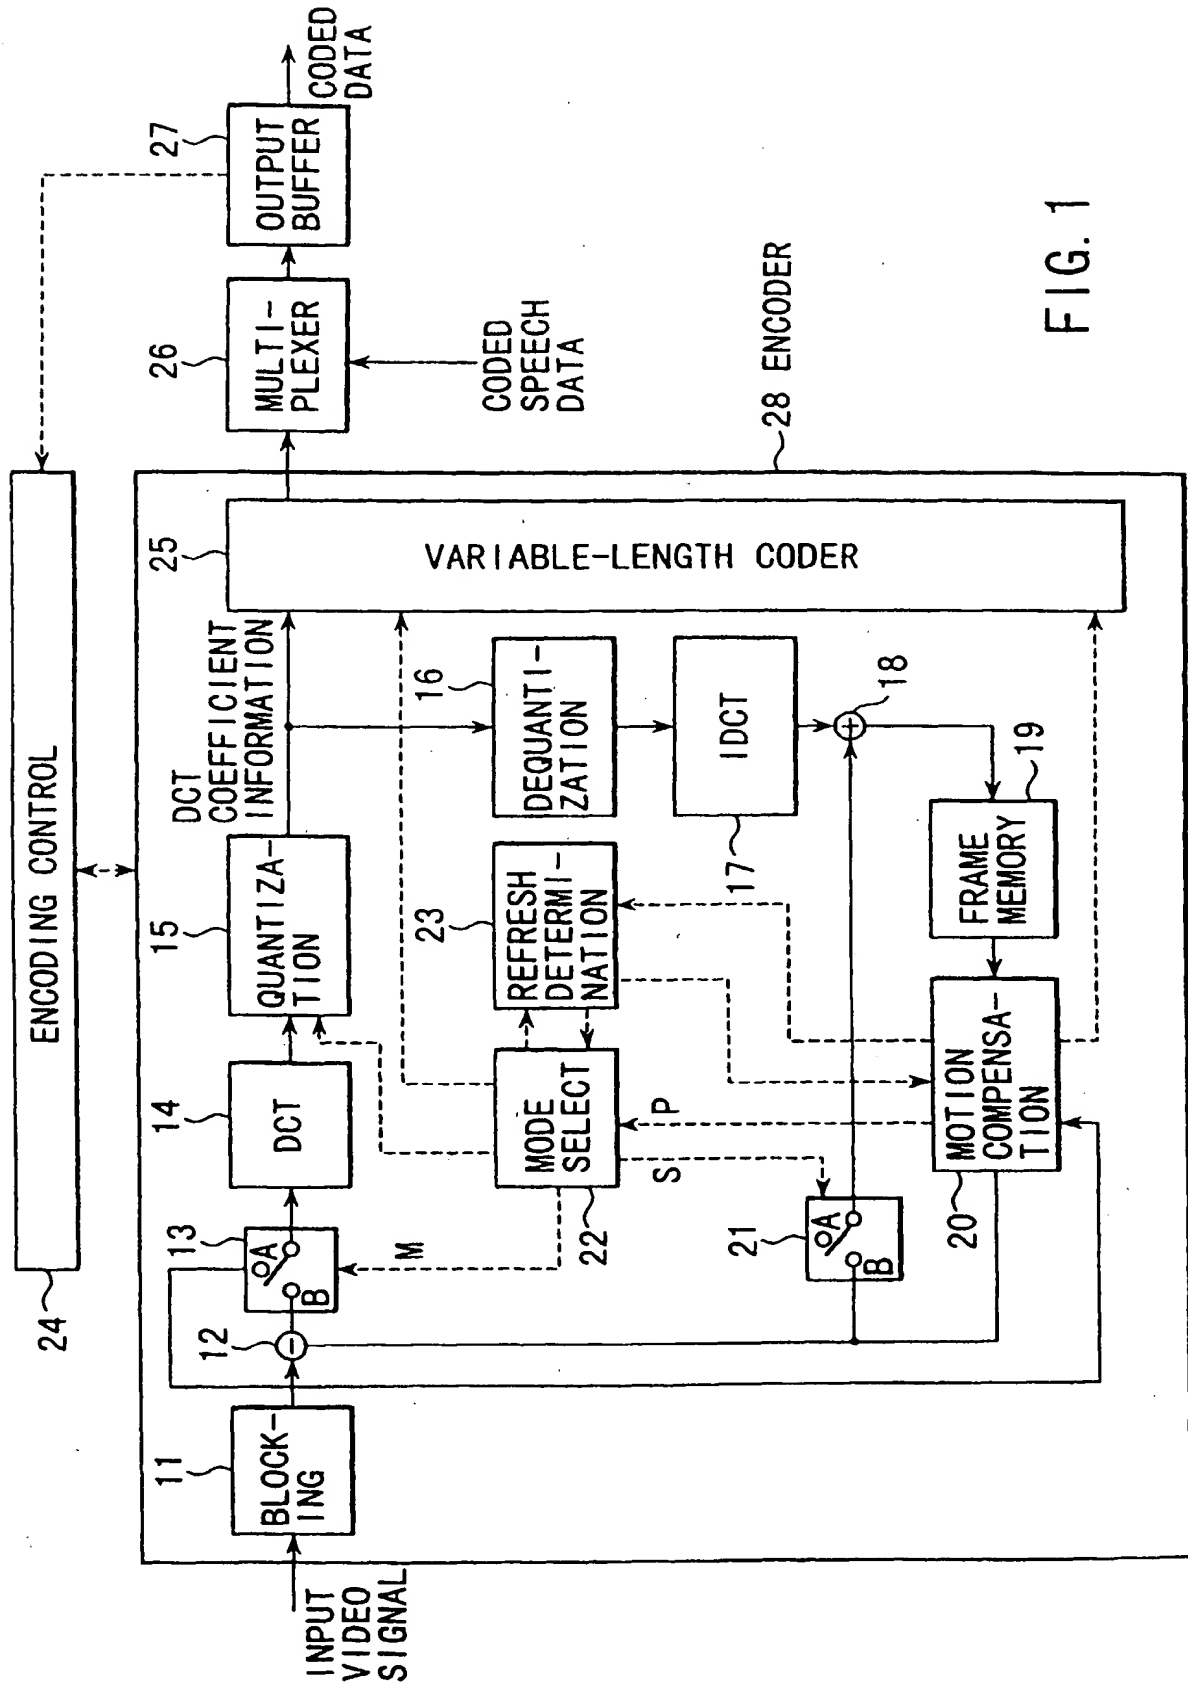 24
ENCODING CONTROL
INPUT
VIDEO
SIGNAL
11
BLOCK-
ING
12
13
A
B
M
14
DCT
15
QUANTIZA-
TION
DCT
COEFFICIENT
INFORMATION
25
VARIABLE-LENGTH CODER
26
MULTI-
PLEXER
27
OUTPUT
BUFFER
CODED
DATA
CODED
SPEECH
DATA
22
MODE
SELECT
S
P
23
REFRESH
DETERMI-
NATION
16
DEQUANTI-
ZATION
17
IDCT
18
+
21
A
B
20
MOTION
COMPENSA-
TION
19
FRAME
MEMORY
28 ENCODER
FIG. 1